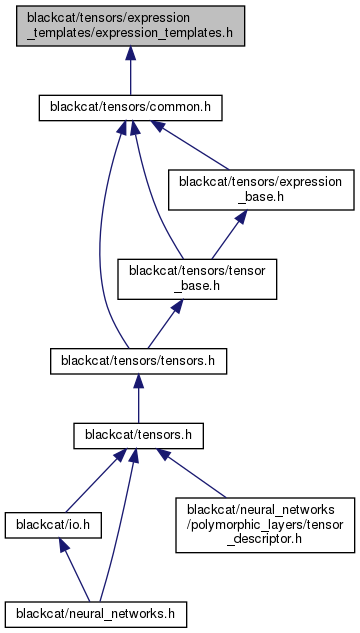 blackcat/tensors/expression
_templates/expression_templates.h
blackcat/tensors/common.h
blackcat/tensors/expression
_base.h
blackcat/tensors/tensor
_base.h
blackcat/tensors/tensors.h
blackcat/tensors.h
blackcat/neural_networks
/polymorphic_layers/tensor
_descriptor.h
blackcat/io.h
blackcat/neural_networks.h